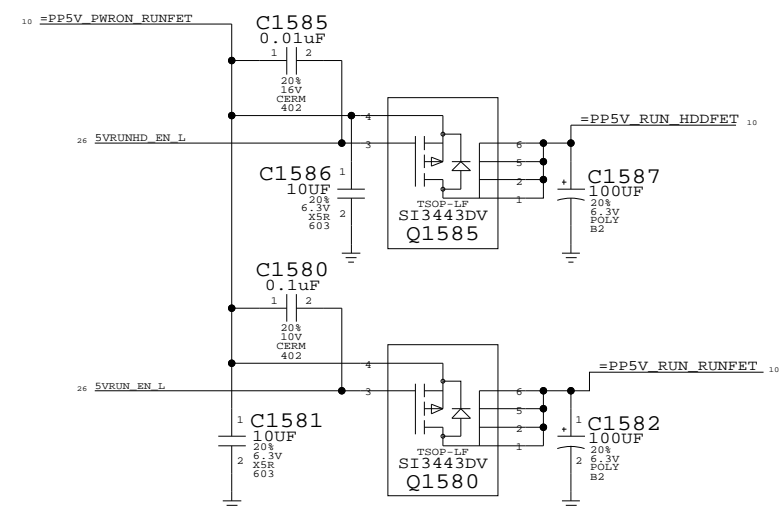 10 =PP5V_PWRON_RUNFET
C1585
0.01uF
1 2
20%
16V
CERM
402
4
=PP5V_RUN_HDDFET 10
26 5VRUNHD_EN_L
3
6
5
2
1
C1586
10UF
20%
6.3V
X5R
603
1
2
TSOP-LF
SI3443DV
Q1585
+
C1587
100UF
20%
6.3V
POLY
B2
C1580
0.1uF
1 2
20%
10V
CERM
402
4
=PP5V_RUN_RUNFET 10
26 5VRUN_EN_L
3
6
5
2
1
1
2
C1581
10UF
20%
6.3V
X5R
603
TSOP-LF
SI3443DV
Q1580
1
+
2
C1582
100UF
20%
6.3V
POLY
B2